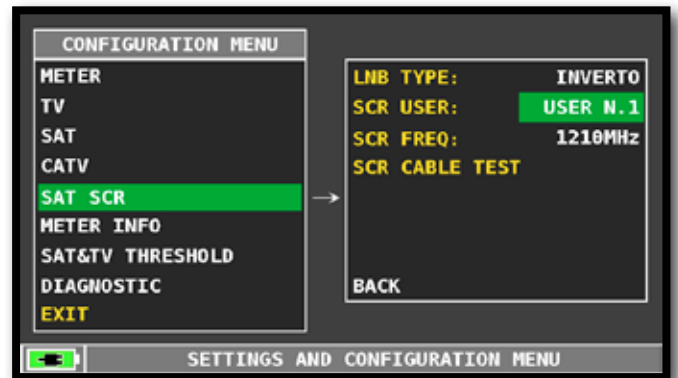 CONFIGURATION MENU
METER
TV
SAT
CATV
SAT SCR
METER INFO
SAT&TV THRESHOLD
DIAGNOSTIC
EXIT
LNB TYPE: INVERTO
SCR USER: USER N.1
SCR FREQ: 1210MHz
SCR CABLE TEST
BACK
SETTINGS AND CONFIGURATION MENU